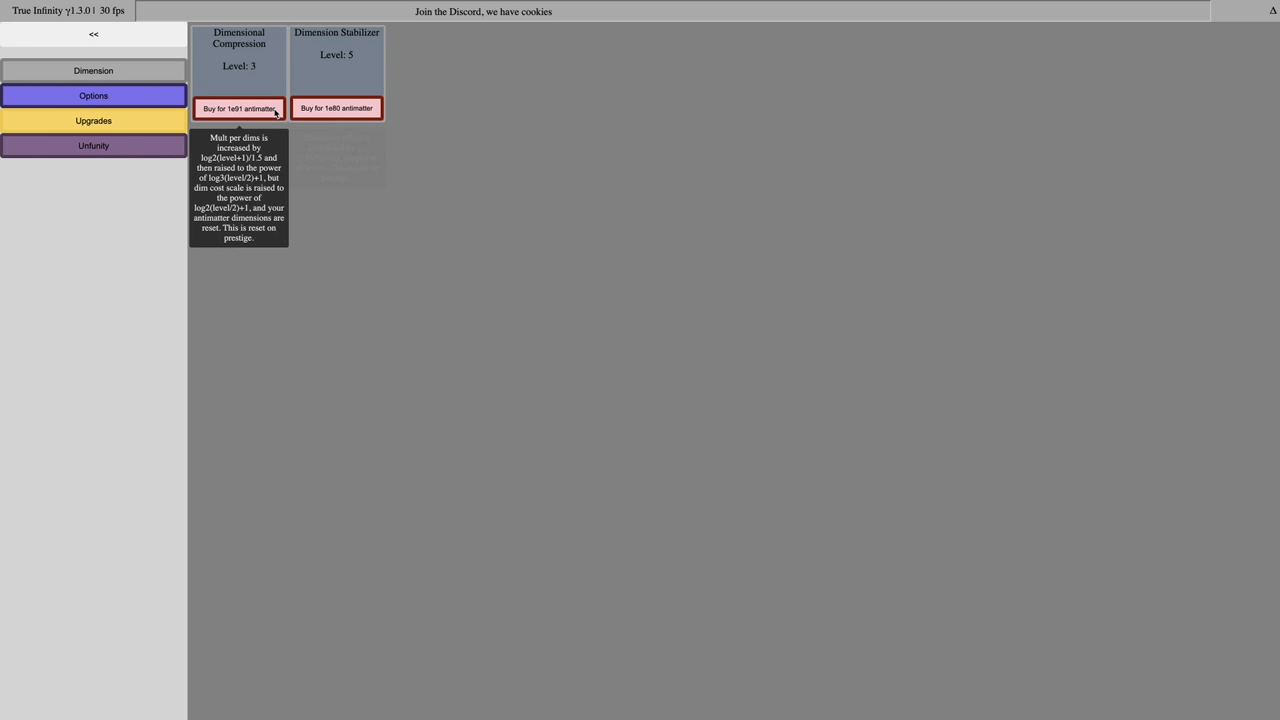 True Infinity γ1.3.0 | 30 fps
Join the Discord, we have cookies
Δ
<<
Dimension
Options
Upgrades
Unfunity
Dimensional
Compression
Level: 3
Buy for 1e91 antimatter
Dimension Stabilizer
Level: 5
Buy for 1e80 antimatter
Mult per dims is
increased by
log2(level+1)/1.5 and
then raised to the power
of log3(level/2)+1, but
dim cost scale is raised to
the power of
log2(level/2)+1, and your
antimatter dimensions are
reset. This is reset on
prestige.